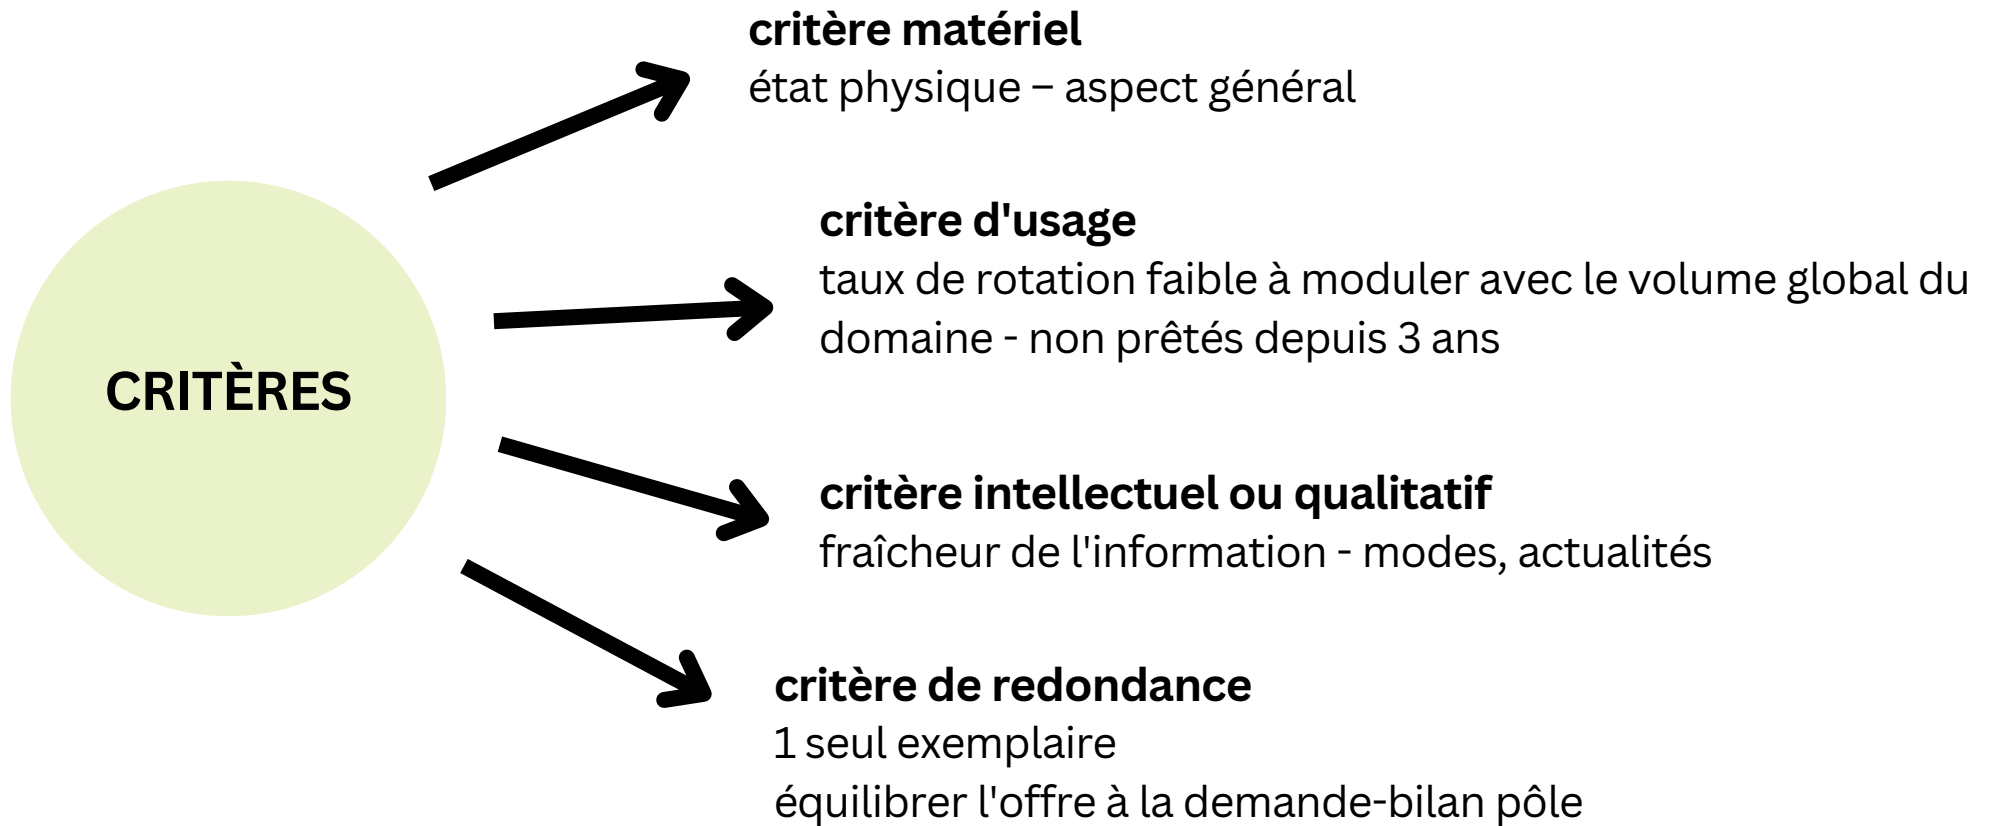 critère matériel
état physique – aspect général
critère d'usage
taux de rotation faible à moduler avec le volume global du
domaine - non prêtés depuis 3 ans
CRITÈRES
critère intellectuel ou qualitatif
fraîcheur de l'information - modes, actualités
critère de redondance
1 seul exemplaire
équilibrer l'offre à la demande-bilan pôle